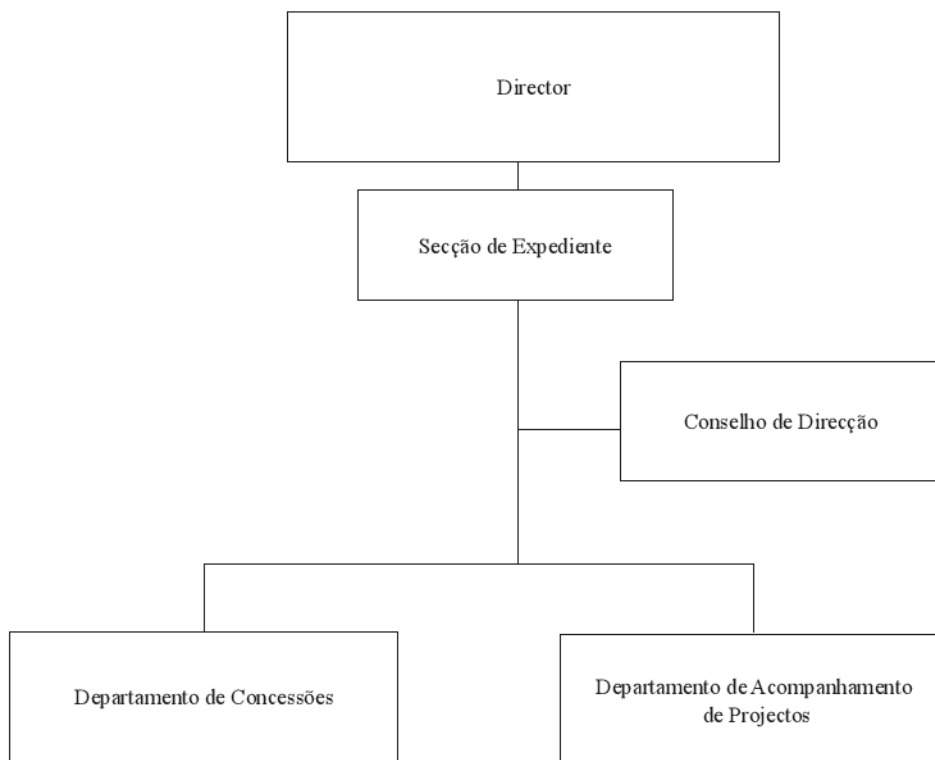 Director
Secção de Expediente
Conselho de Direcção
Departamento de Concessões
Departamento de Acompanhamento
de Projectos